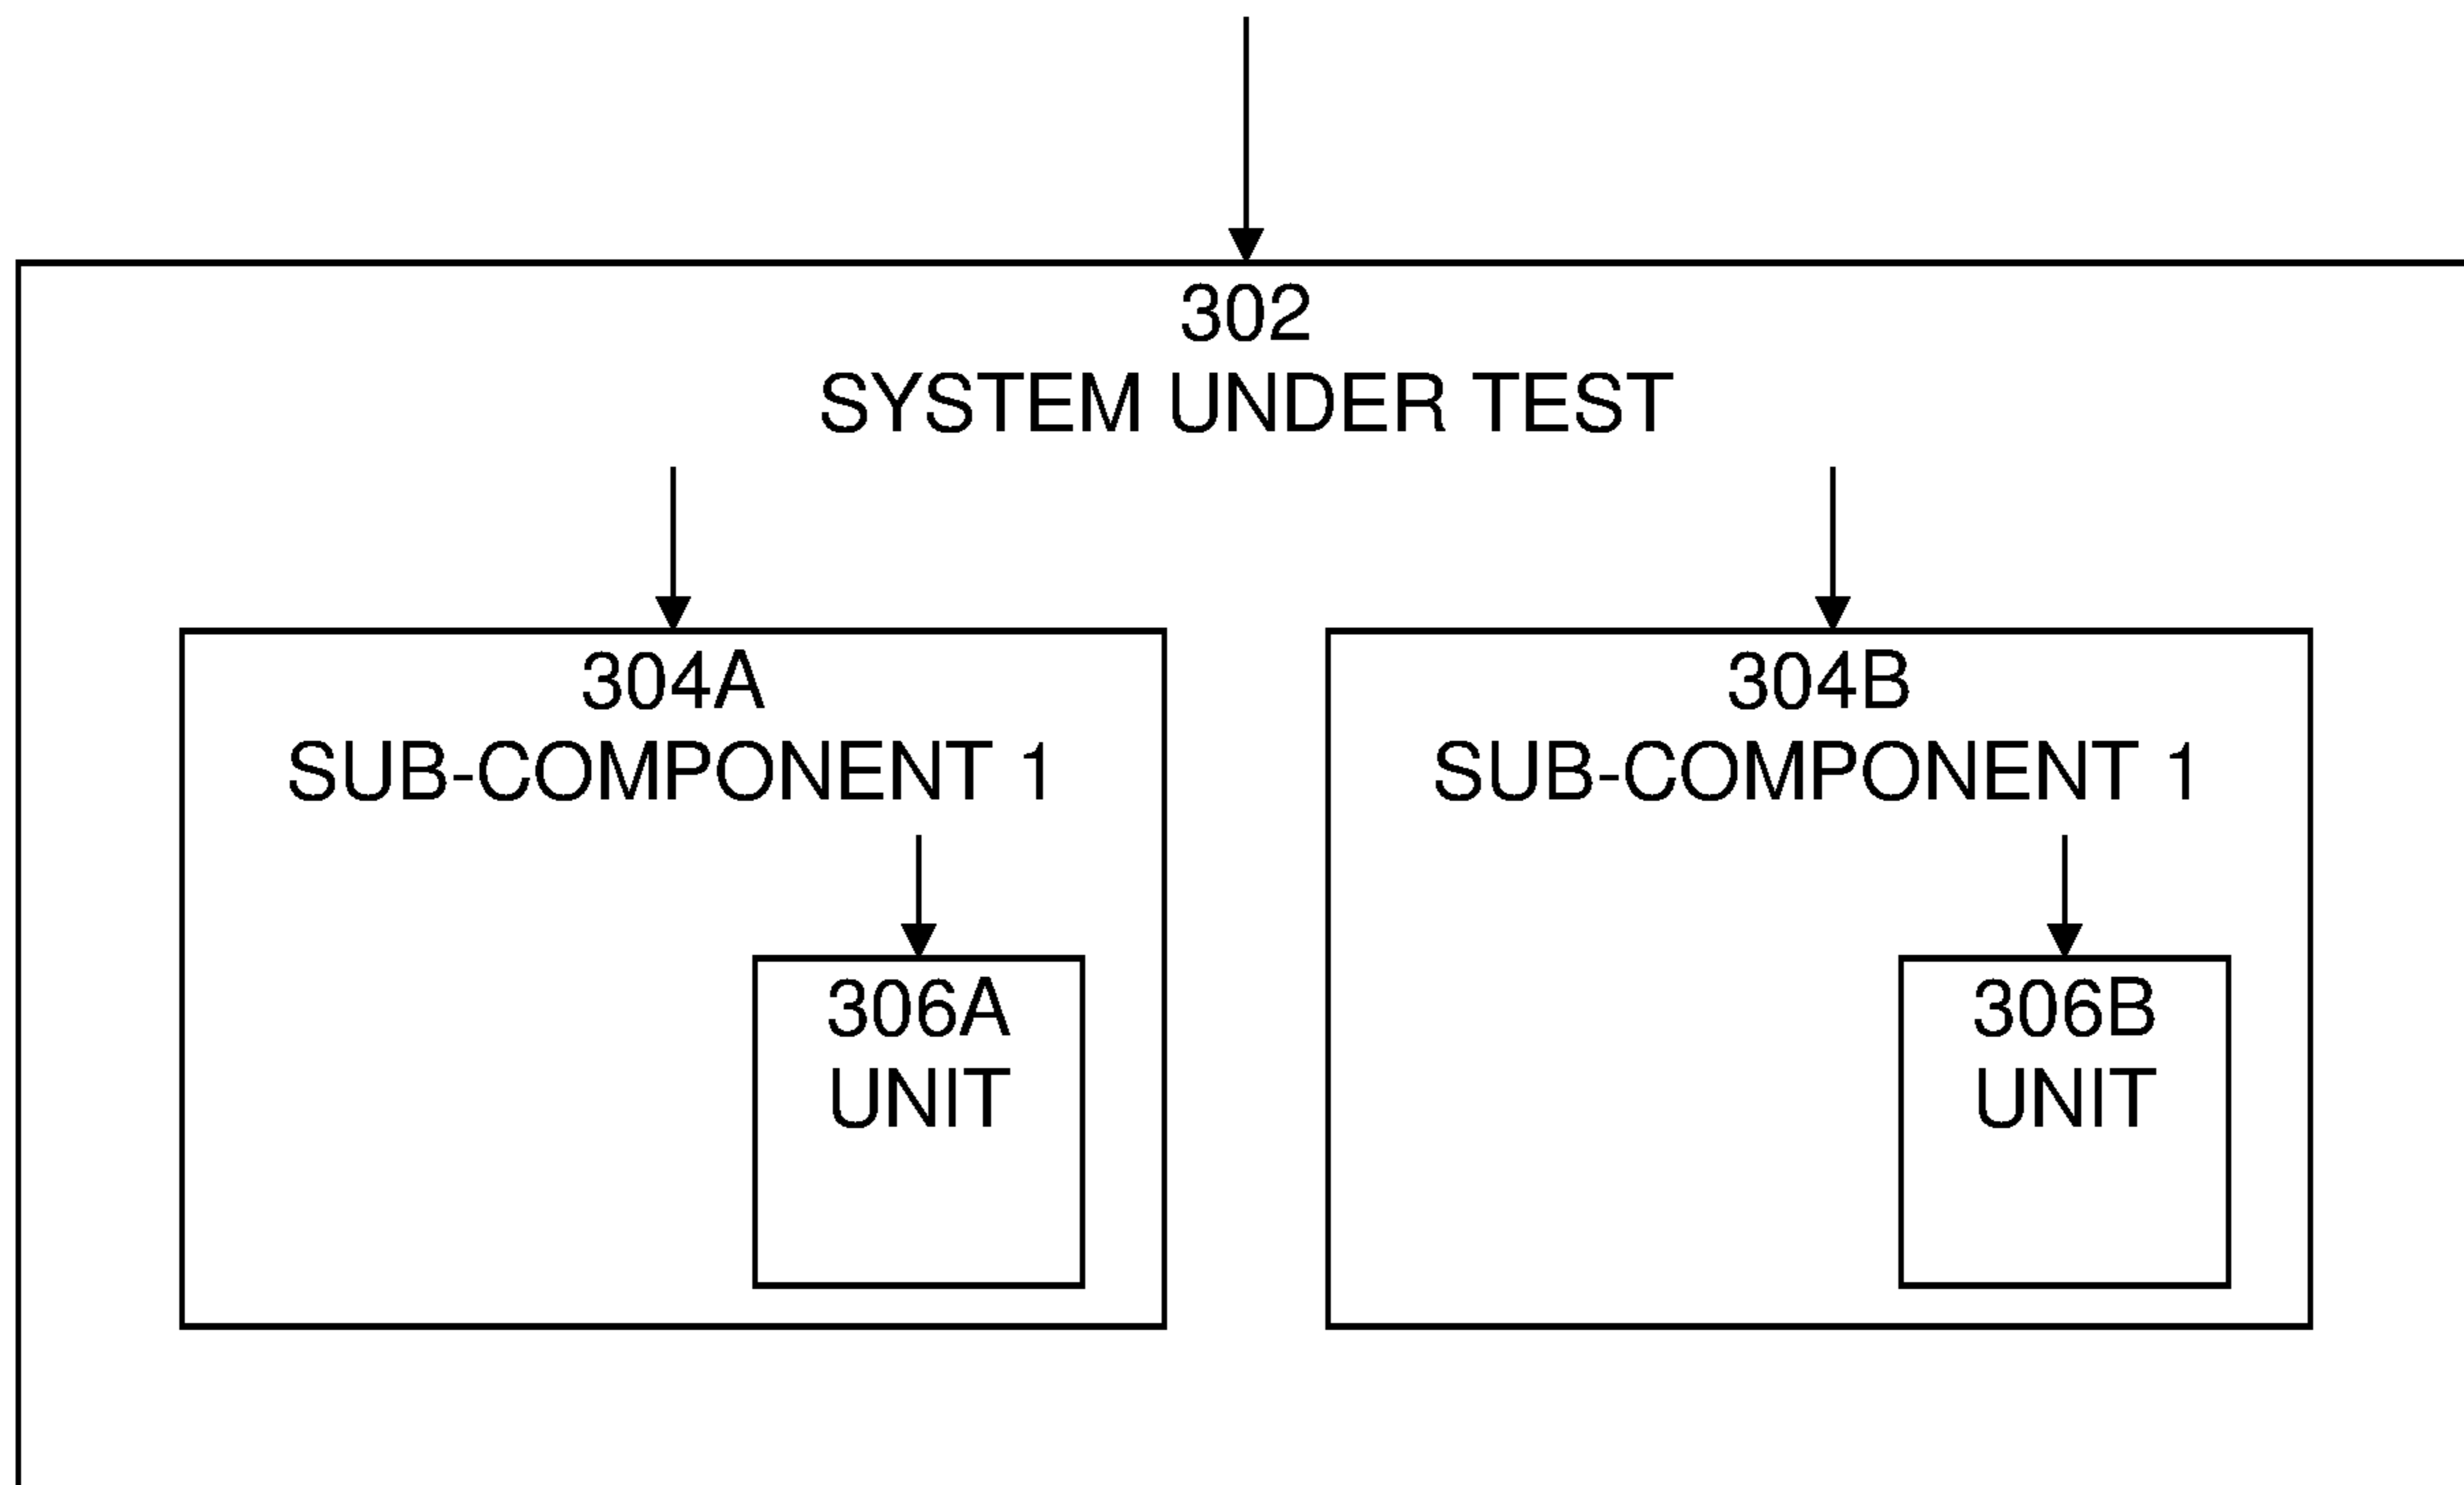 302
SYSTEM UNDER TEST
304A
SUB-COMPONENT 1
304B
SUB-COMPONENT 1
306A
UNIT
306B
UNIT